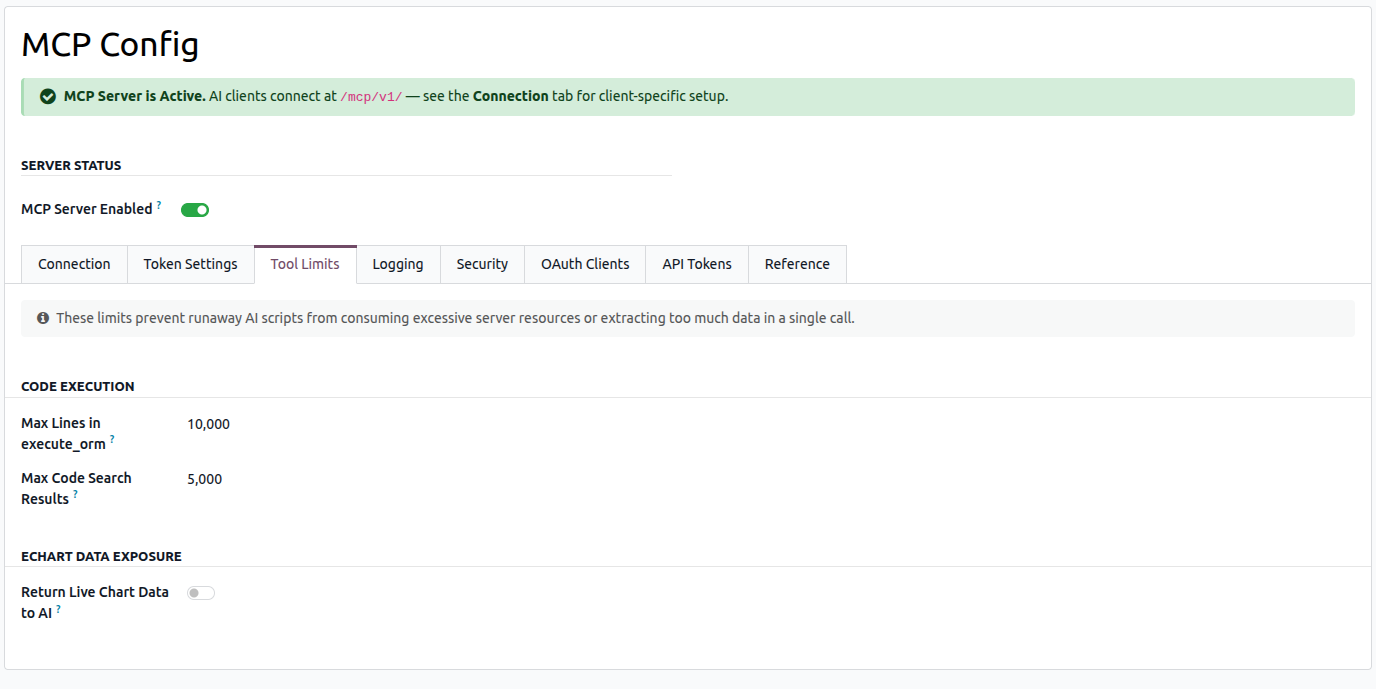 MCP Config
MCP Server is Active. AI clients connect at /mcp/v1/ — see the Connection tab for client-specific setup.
SERVER STATUS
MCP Server Enabled ?
Connection Token Settings Tool Limits Logging Security OAuth Clients API Tokens Reference
These limits prevent runaway AI scripts from consuming excessive server resources or extracting too much data in a single call.
CODE EXECUTION
Max Lines in
execute_orm ?
10,000
Max Code Search
Results ?
5,000
ECHART DATA EXPOSURE
Return Live Chart Data
to AI ?